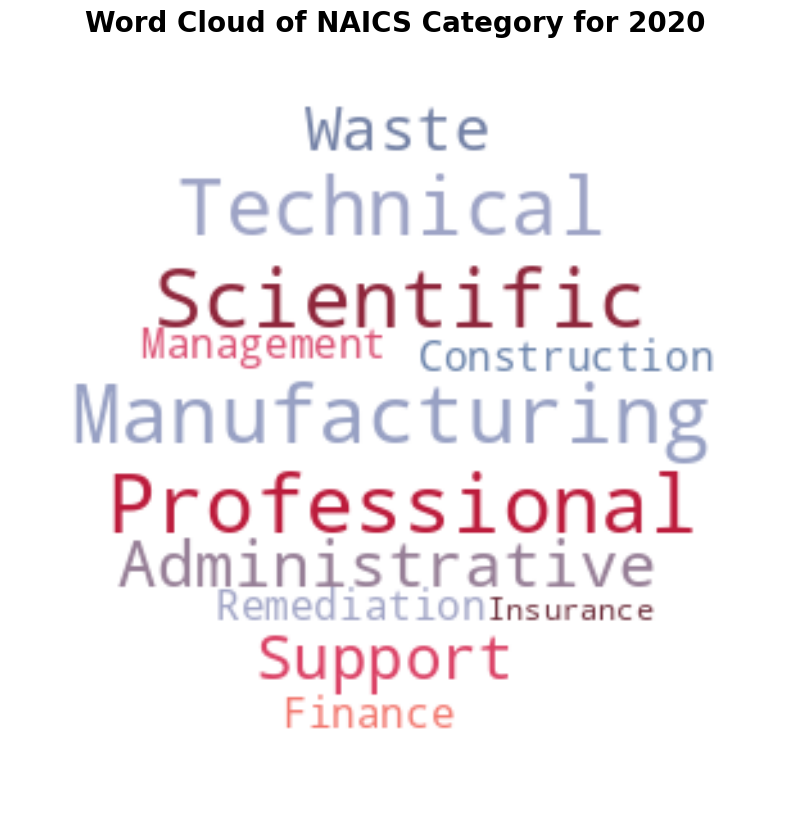 Word Cloud of NAICS Category for 2020
Waste
Technical
Scientific
Management
Construction
Manufacturing
Professional
Administrative
Remediation
Insurance
Support
Finance